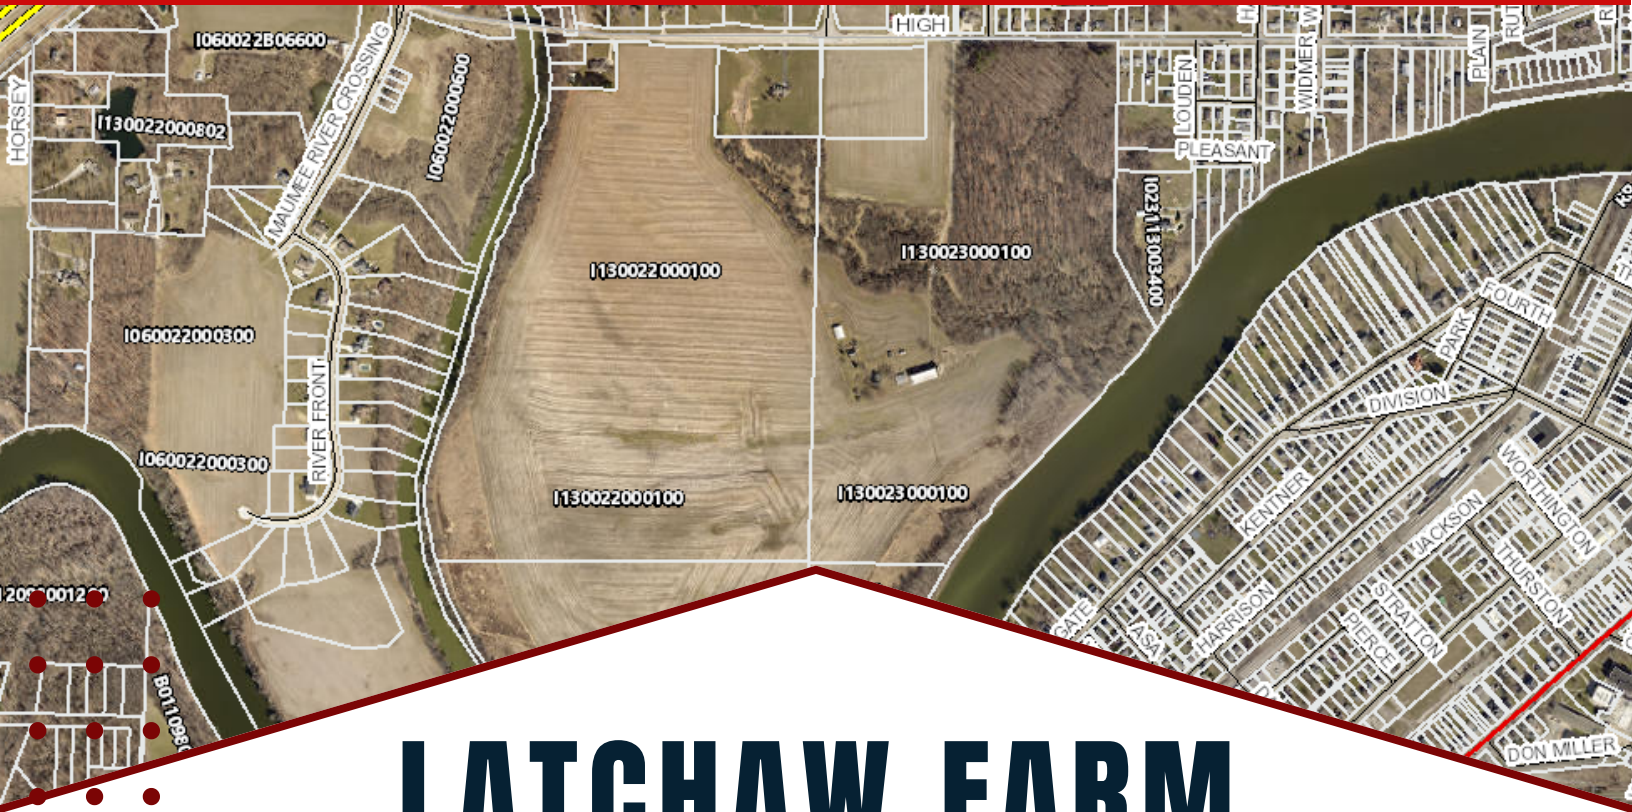 HIGH
I060022B06600
HORSEY
I130022000802
MAUMEE RIVER CROSSING
I060022000600
LOUDEN
WIDMER
PLAIN
PLEASANT
I130022000100
I130023000100
I023113003400
I060022000300
FOURTH
PARK
DIVISION
RIVER FRONT
I060022000300
I130022000100
I130023000100
KENTNER
WORTHINGTON
JACKSON
THURSTON
HARRISON
STRATTON
PIERCE
GATE
ASA
DON MILLER
LATCHAW FARM